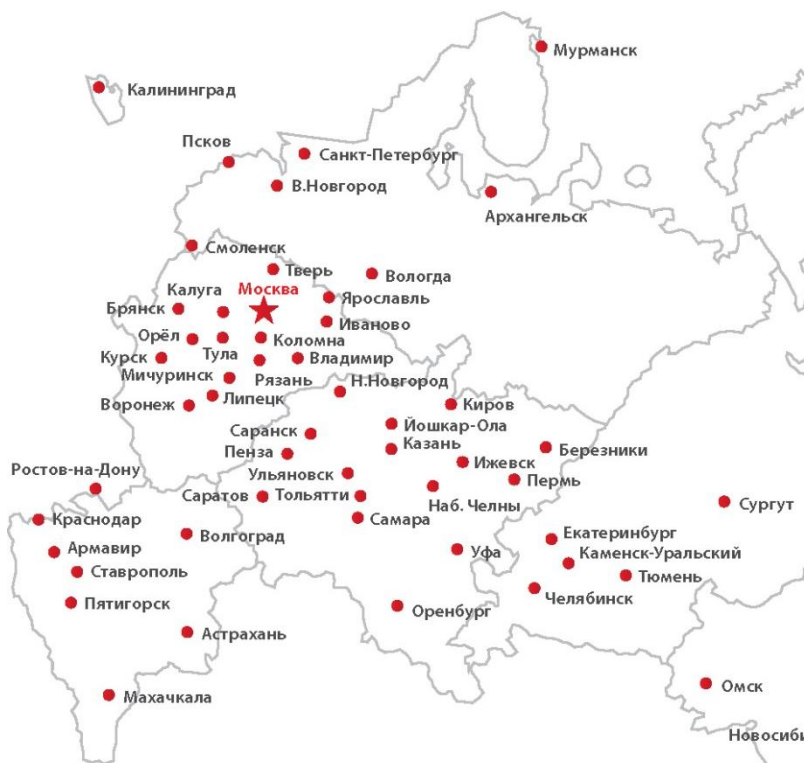 Мурманск
Калининград
Псков
Санкт-Петербург
В.Новгород
Архангельск
Смоленск
Тверь
Вологда
Калуга
Москва
Ярославль
Брянск
Иваново
Орёл
Коломна
Курск
Тула
Владимир
Мичуринск
Рязань
Н.Новгород
Воронеж
Липецк
Киров
Йошкар-Ола
Саранск
Казань
Березники
Пенза
Ижевск
Ростов-на-Дону
Ульяновск
Пермь
Саратов
Тольятти
Наб. Челны
Сургут
Краснодар
Самара
Волгоград
Екатеринбург
Армавир
Уфа
Каменск-Уральский
Ставрополь
Тюмень
Челябинск
Пятигорск
Оренбург
Астрахань
Омск
Махачкала
Новосиби